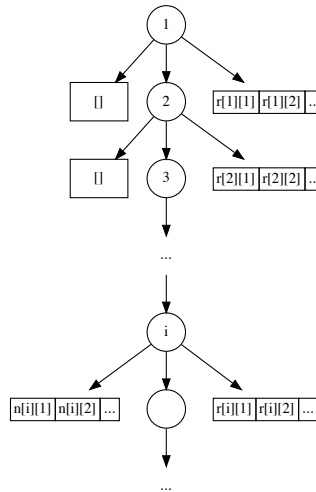 1
[] 2 r[1][1] r[1][2] ...
[] 3 r[2][1] r[2][2] ...
...
i
n[i][1] n[i][2] ... r[i][1] r[i][2] ...
...